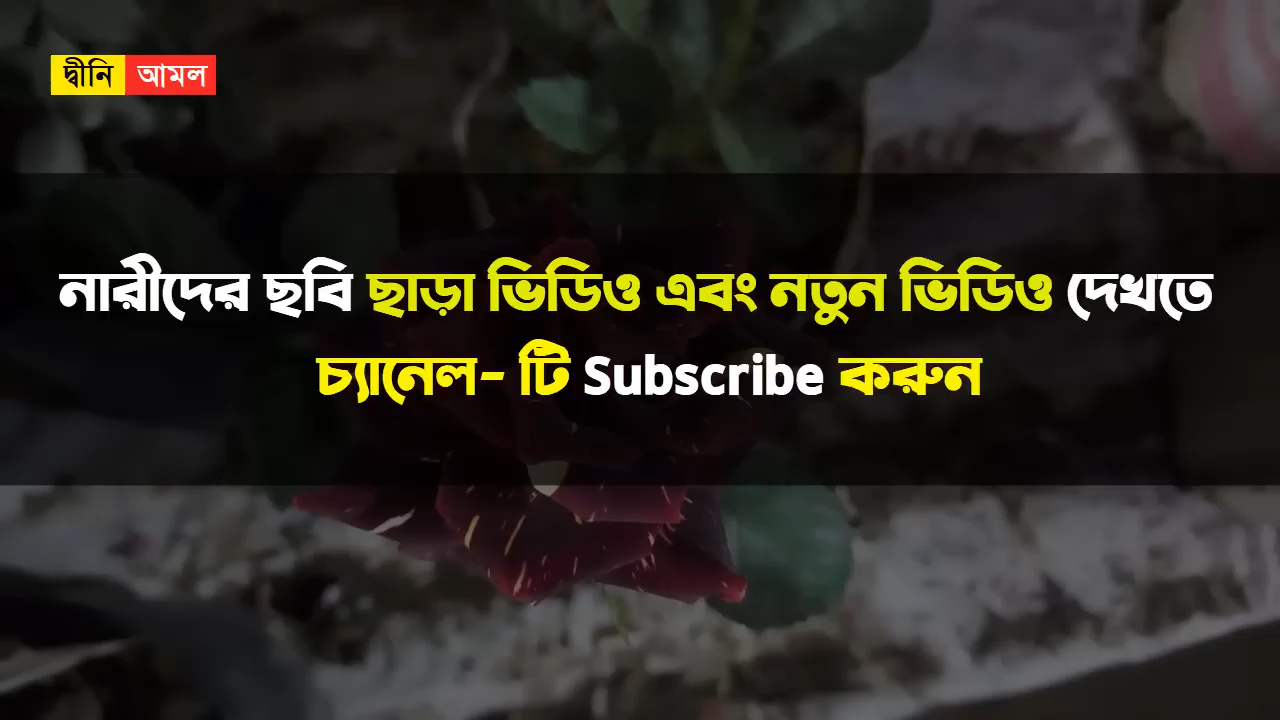 দ্বীনি আমল
নারীদের ছবি ছাড়া ভিডিও এবং নতুন ভিডিও দেখতে
চ্যানেল- টি Subscribe করুন